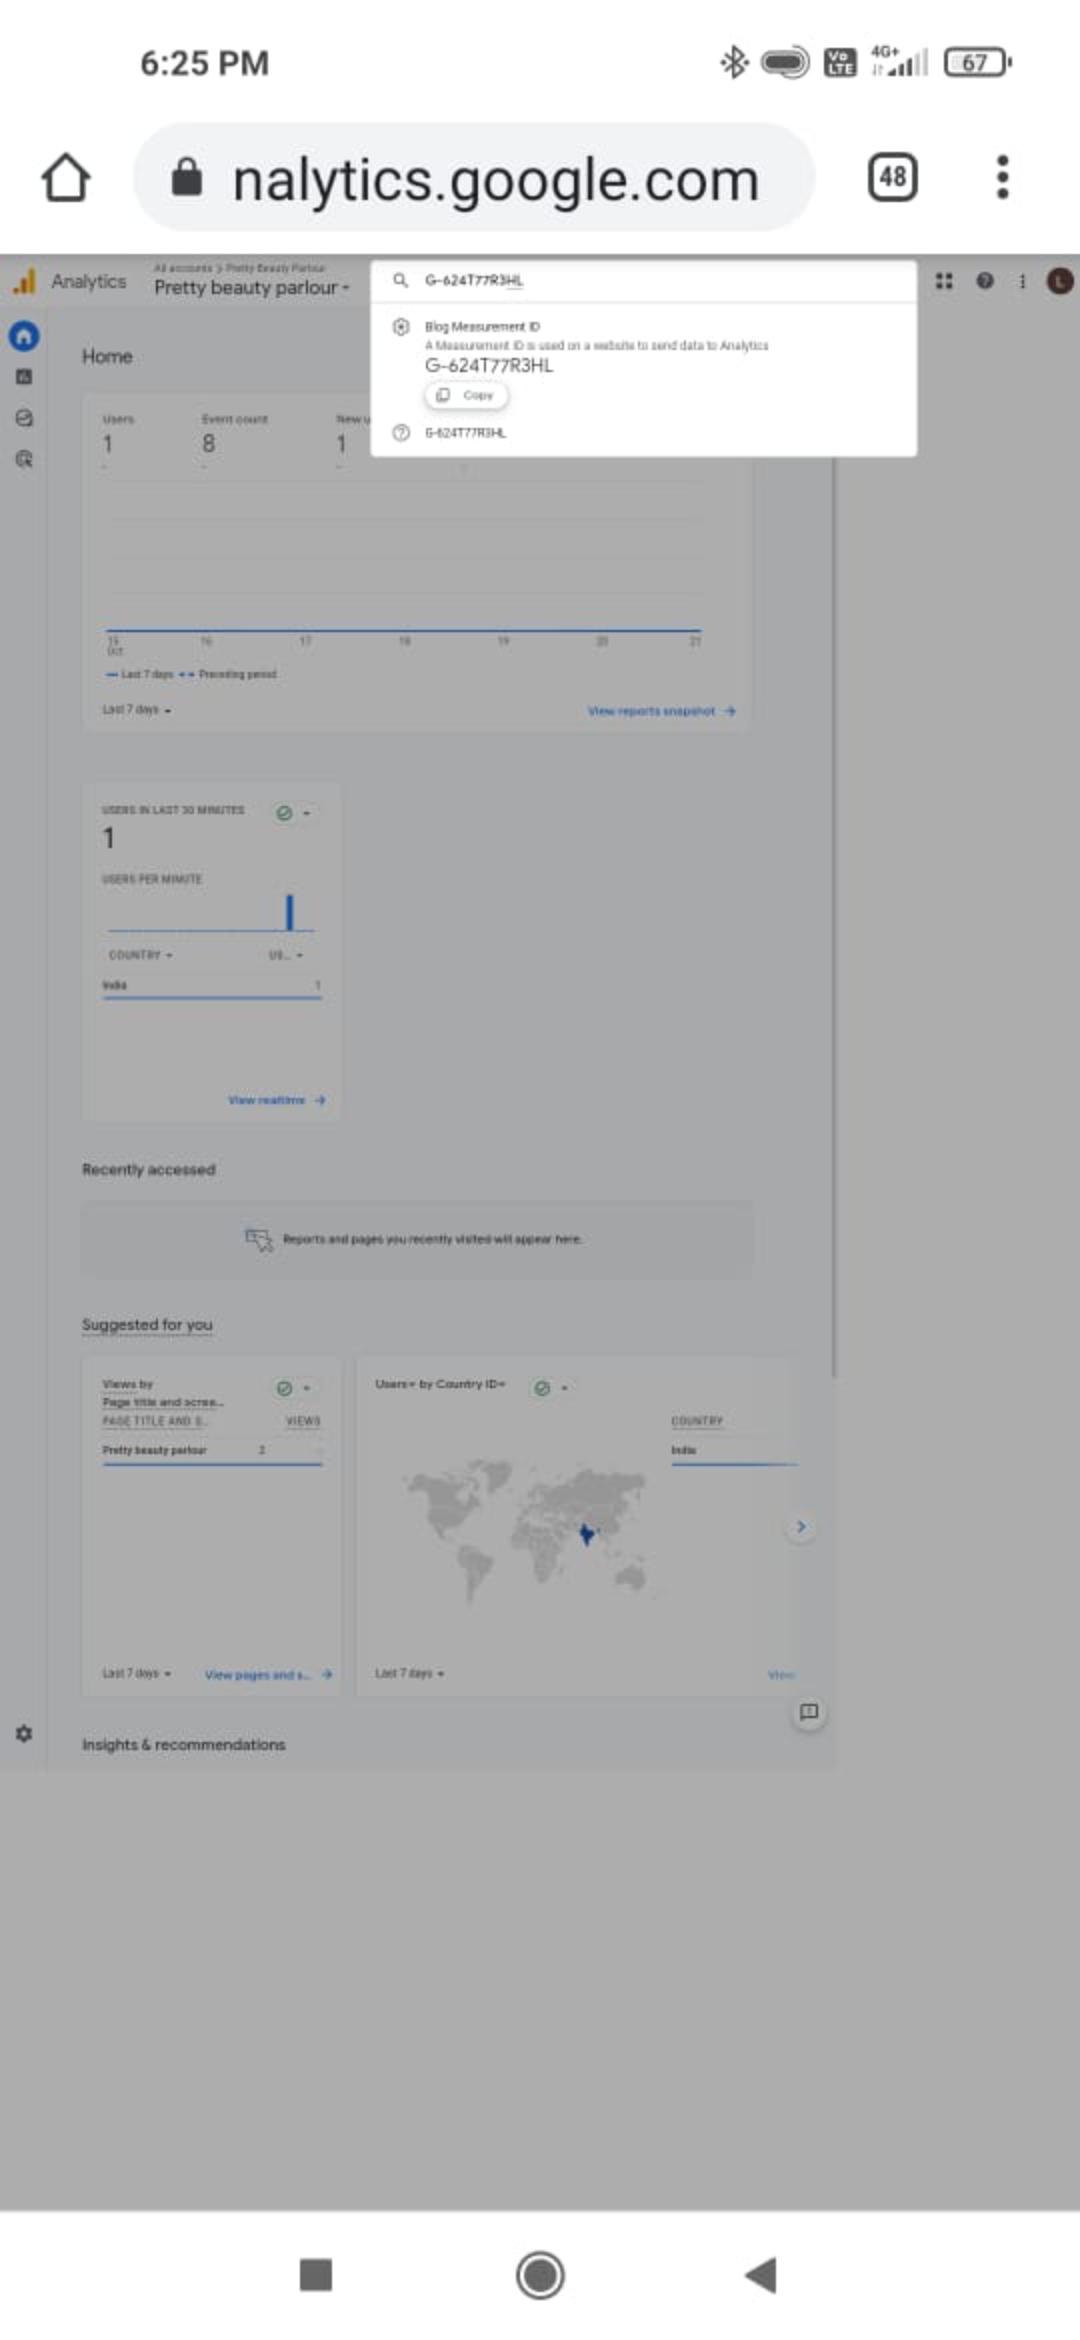 6:25 PM
Vo LTE
4G+
67
nalytics.google.com
48
Analytics
All accounts > Pretty Beauty Parlour
Pretty beauty parlour
G-624T77R3HL
Blog Measurement ID
A Measurement ID is used on a website to send data to Analytics
G-624T77R3HL
Copy
G-624T77R3HL
L
Home
Users
Event count
New u
1
8
1
15
Oct
16
17
18
19
20
21
Last 7 days
Preceding period
Last 7 days
View reports snapshot
USERS IN LAST 30 MINUTES
1
USERS PER MINUTE
COUNTRY
US...
India
1
View realtime
Recently accessed
Reports and pages you recently visited will appear here.
Suggested for you
Views by
Page title and scree...
PAGE TITLE AND S...
VIEWS
Pretty beauty parlour
2
Last 7 days
View pages and s...
Users by Country ID
COUNTRY
India
Last 7 days
View
Insights & recommendations